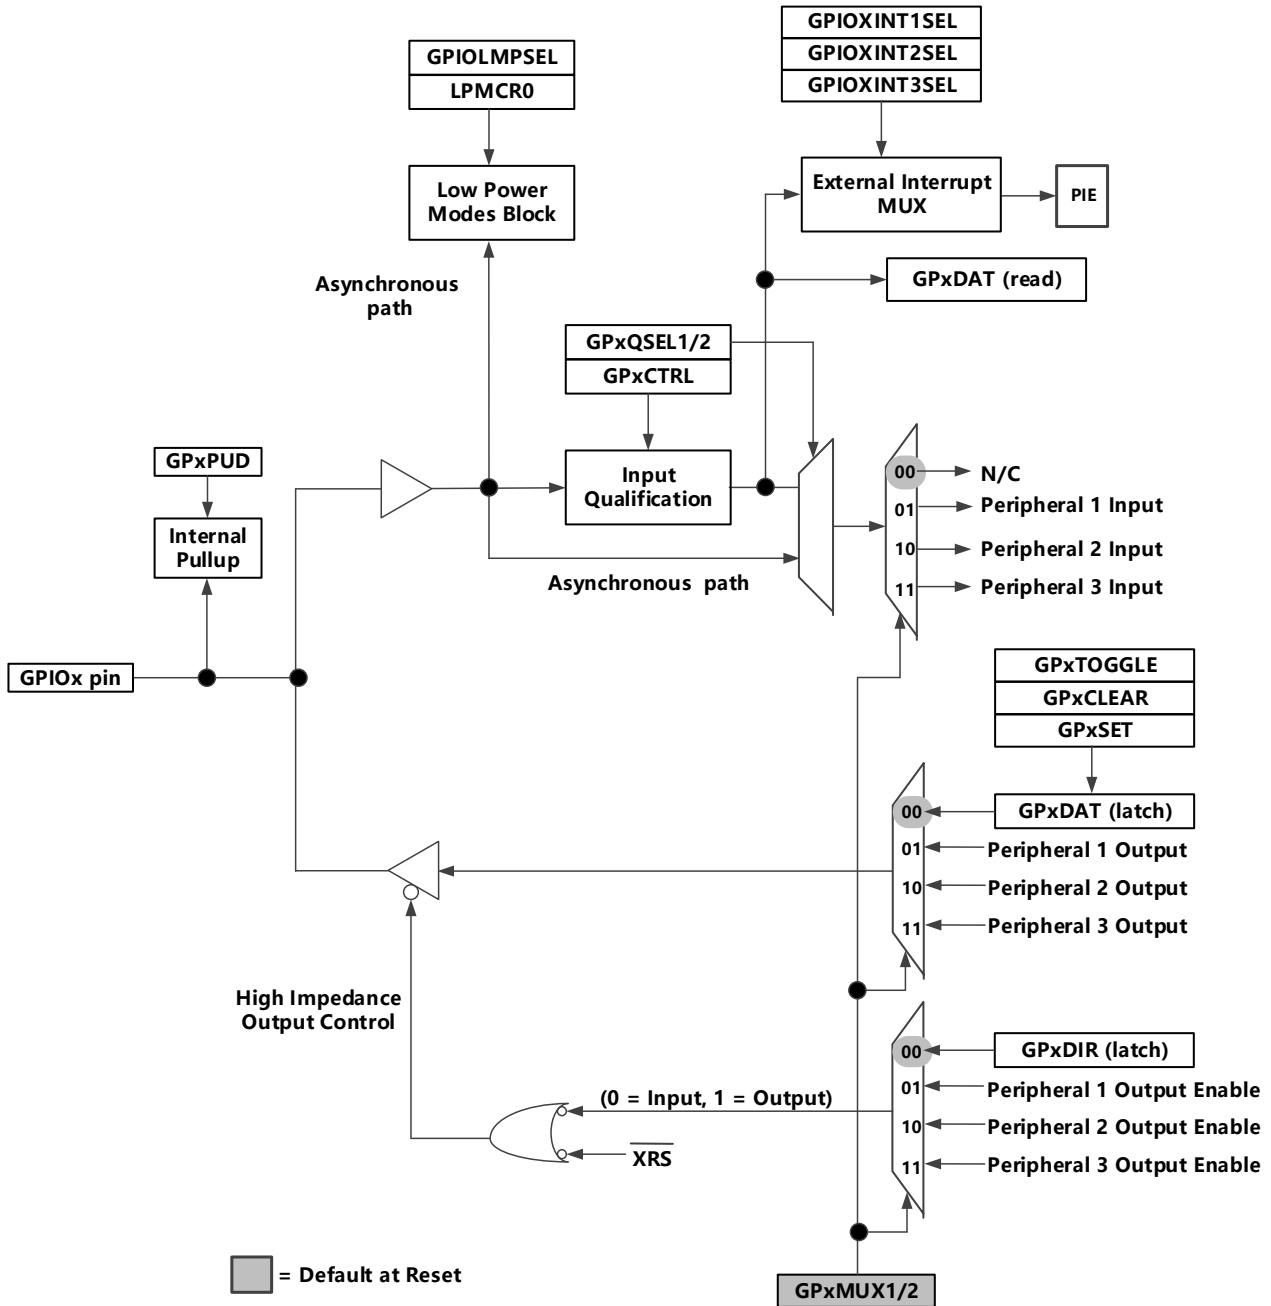 GPIOXINT1SEL
GPIOXINT2SEL
GPIOXINT3SEL
GPIOLMPSEL
LPMCR0
Low Power
Modes Block
External Interrupt
MUX
PIE
GPxDAT (read)
Asynchronous
path
GPxQSEL1/2
GPxCTRL
GPxPUD
Internal
Pullup
Input
Qualification
00
01
10
11
N/C
Peripheral 1 Input
Peripheral 2 Input
Peripheral 3 Input
Asynchronous path
GPIOx pin
GPxTOGGLE
GPxCLEAR
GPxSET
GPxDAT (latch)
00
01
10
11
Peripheral 1 Output
Peripheral 2 Output
Peripheral 3 Output
High Impedance
Output Control
GPxDIR (latch)
00
01
10
11
Peripheral 1 Output Enable
Peripheral 2 Output Enable
Peripheral 3 Output Enable
(0 = Input, 1 = Output)
XRS
= Default at Reset
GPxMUX1/2